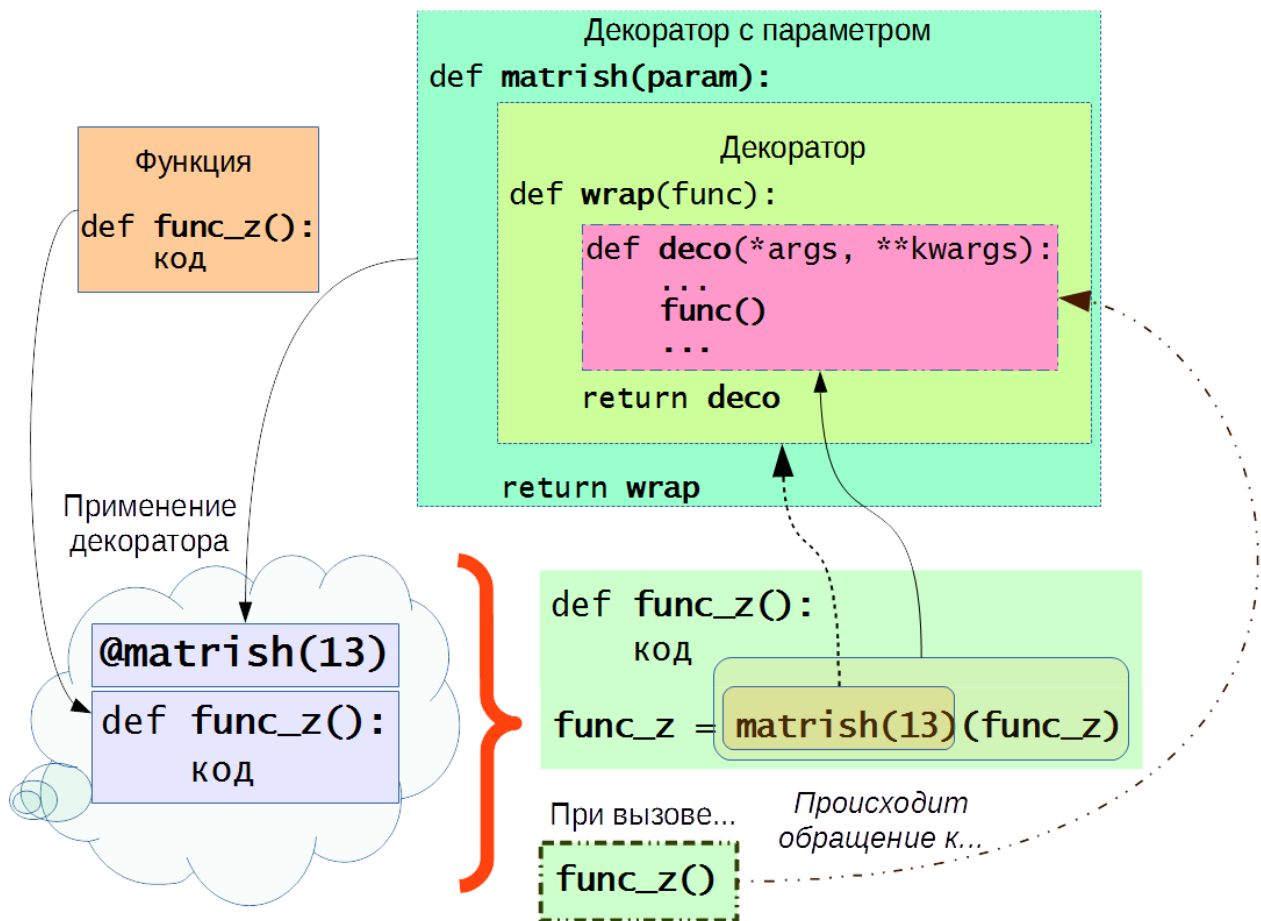 Декоратор с параметром
def matrish(param):
Декоратор
def wrap(func):
def deco(*args, **kwargs):
...
func()
...
return deco
return wrap
Функция
def func_z():
код
Применение
декоратора
@matrish(13)
def func_z():
код
def func_z():
код
func_z = matrish(13)(func_z)
При вызове...
func_z()
Происходит
обращение к...